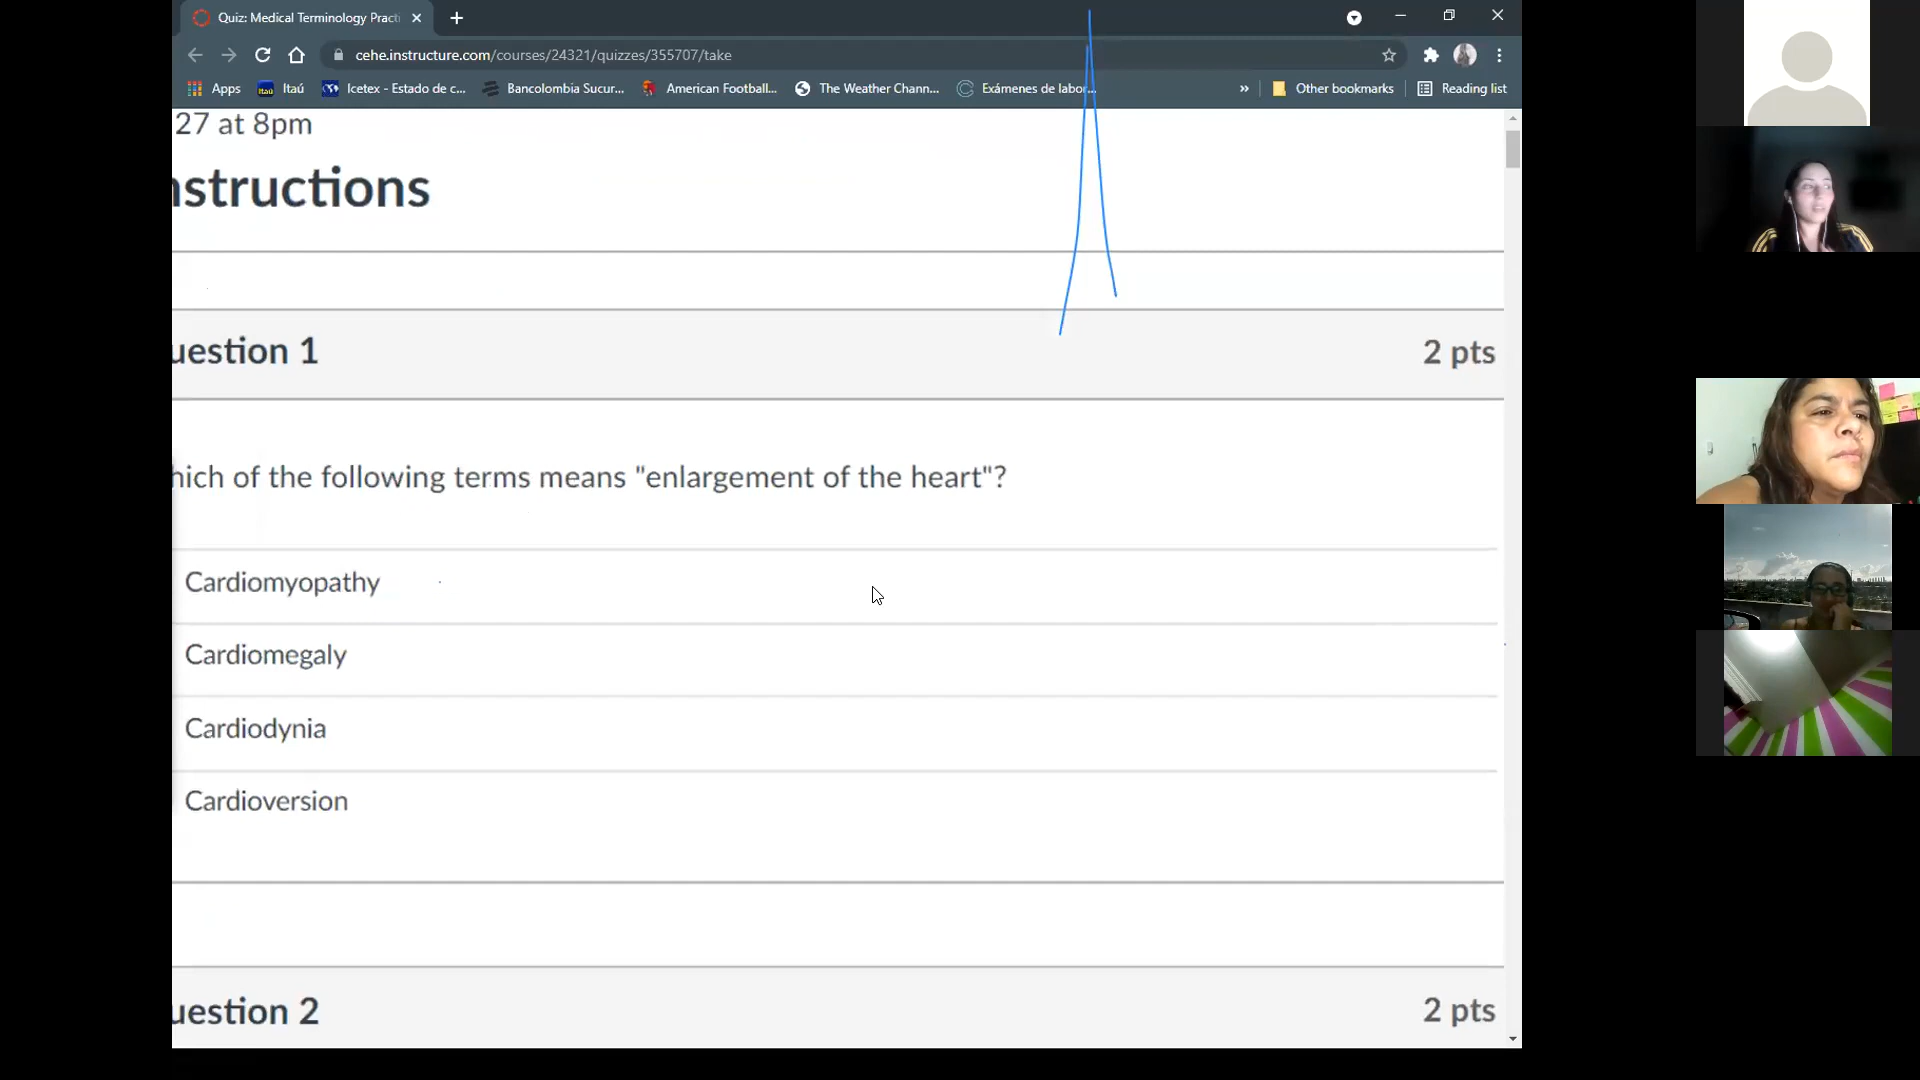 Quiz: Medical Terminology Practi
cehe.instructure.com/courses/24321/quizzes/355707/take
Apps Itaú Icetex - Estado de c... Bancolombia Sucur... American Football... The Weather Chann... Exámenes de labor... » Other bookmarks Reading list
27 at 8pm
nstructions
uestion 1 2 pts
hich of the following terms means "enlargement of the heart"?
Cardiomyopathy
Cardiomegaly
Cardiodynia
Cardioversion
uestion 2 2 pts